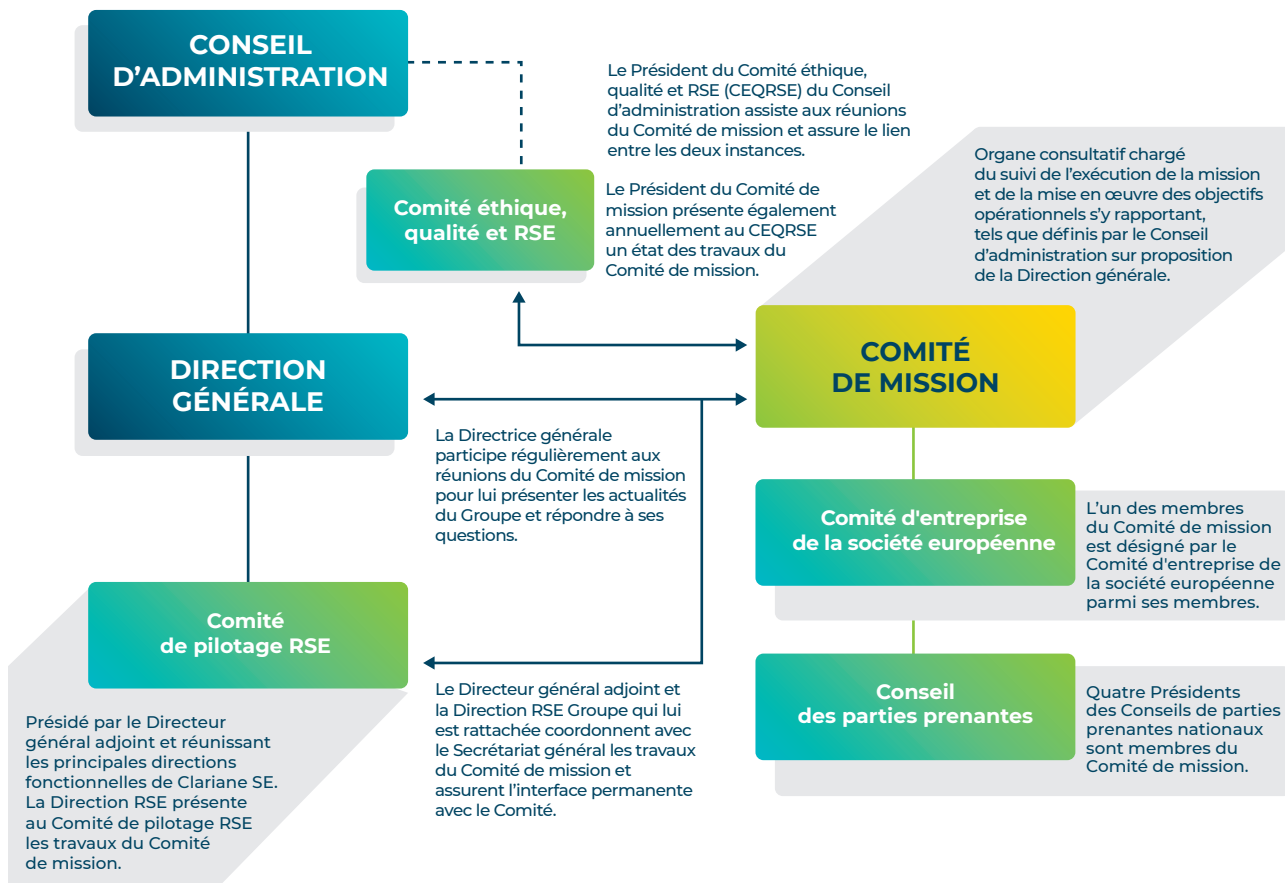 CONSEIL
D’ADMINISTRATION
Le Président du Comité éthique,
qualité et RSE (CEQRSE) du Conseil
d’administration assiste aux réunions
du Comité de mission et assure le lien
entre les deux instances.
Le Président du Comité de
mission présente également
annuellement au CEQRSE
un état des travaux du
Comité de mission.
Comité éthique,
qualité et RSE
Organe consultatif chargé
du suivi de l’exécution de la mission
et de la mise en œuvre des objectifs
opérationnels s’y rapportant,
tels que définis par le Conseil
d’administration sur proposition
de la Direction générale.
DIRECTION
GÉNÉRALE
COMITÉ
DE MISSION
La Directrice générale
participe régulièrement aux
réunions du Comité de mission
pour lui présenter les actualités
du Groupe et répondre à ses
questions.
Comité d'entreprise
de la société européenne
L’un des membres
du Comité de mission
est désigné par le
Comité d'entreprise de
la société européenne
parmi ses membres.
Comité
de pilotage RSE
Présidé par le Directeur
général adjoint et réunissant
les principales directions
fonctionnelles de Clariane SE.
La Direction RSE présente
au Comité de pilotage RSE
les travaux du Comité
de mission.
Le Directeur général adjoint et
la Direction RSE Groupe qui lui
est rattachée coordonnent avec
le Secrétariat général les travaux
du Comité de mission et
assurent l’interface permanente
avec le Comité.
Conseil
des parties prenantes
Quatre Présidents
des Conseils de parties
prenantes nationaux
sont membres du
Comité de mission.